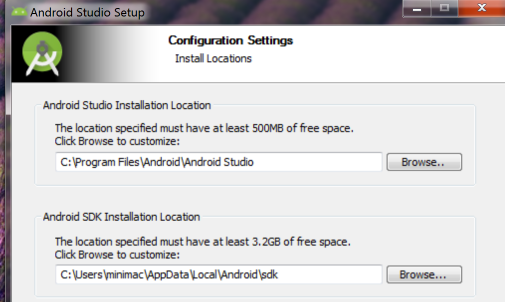 Android Studio Setup
Configuration Settings
Install Locations
Android Studio Installation Location
The location specified must have at least 500MB of free space.
Click Browse to customize:
C:\Program Files\Android\Android Studio
Browse..
Android SDK Installation Location
The location specified must have at least 3.2GB of free space.
Click Browse to customize:
C:\Users\minimac\AppData\Local\Android\sdk
Browse...